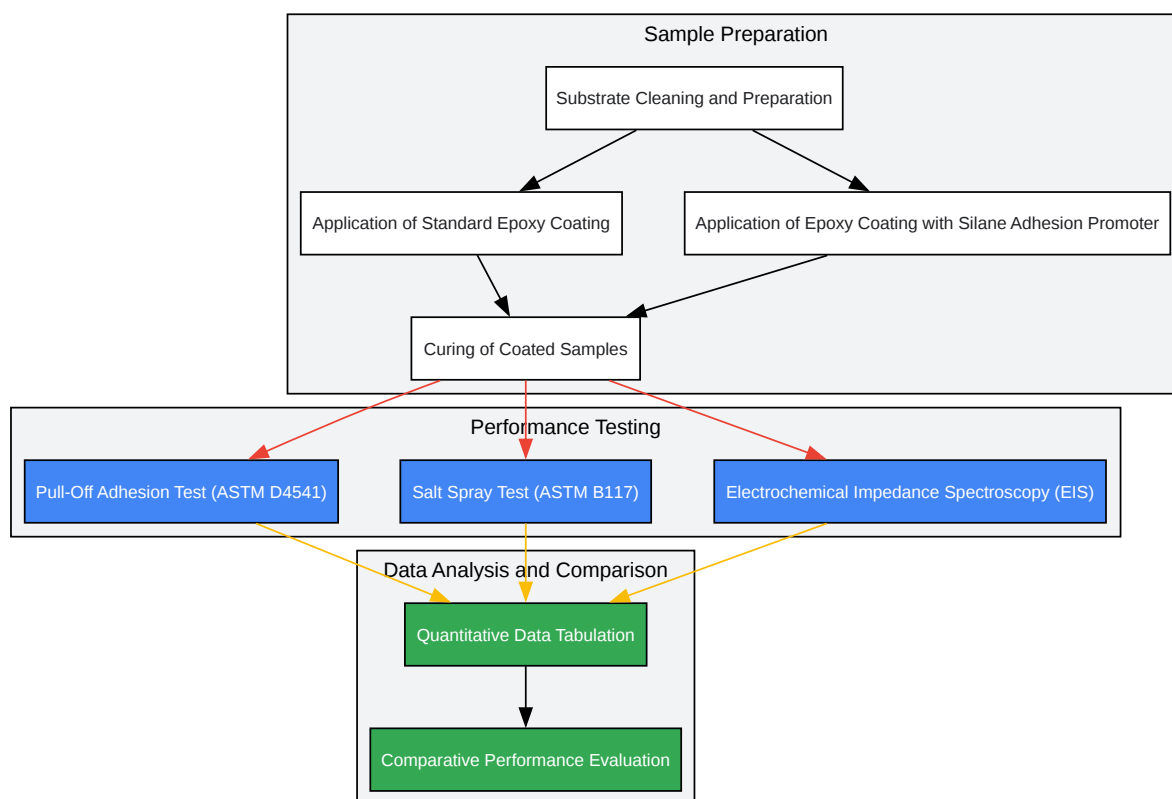 Sample Preparation
Substrate Cleaning and Preparation
Application of Standard Epoxy Coating
Application of Epoxy Coating with Silane Adhesion Promoter
Curing of Coated Samples
Performance Testing
Pull-Off Adhesion Test (ASTM D4541)
Salt Spray Test (ASTM B117)
Electrochemical Impedance Spectroscopy (EIS)
Data Analysis and Comparison
Quantitative Data Tabulation
Comparative Performance Evaluation